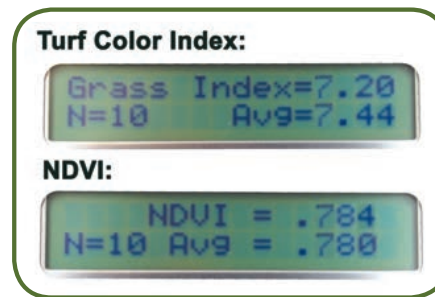 Turf Color Index:
Grass Index=7.20
N=10 Avg=7.44
NDVI:
NDVI = .784
N=10 Avg = .780